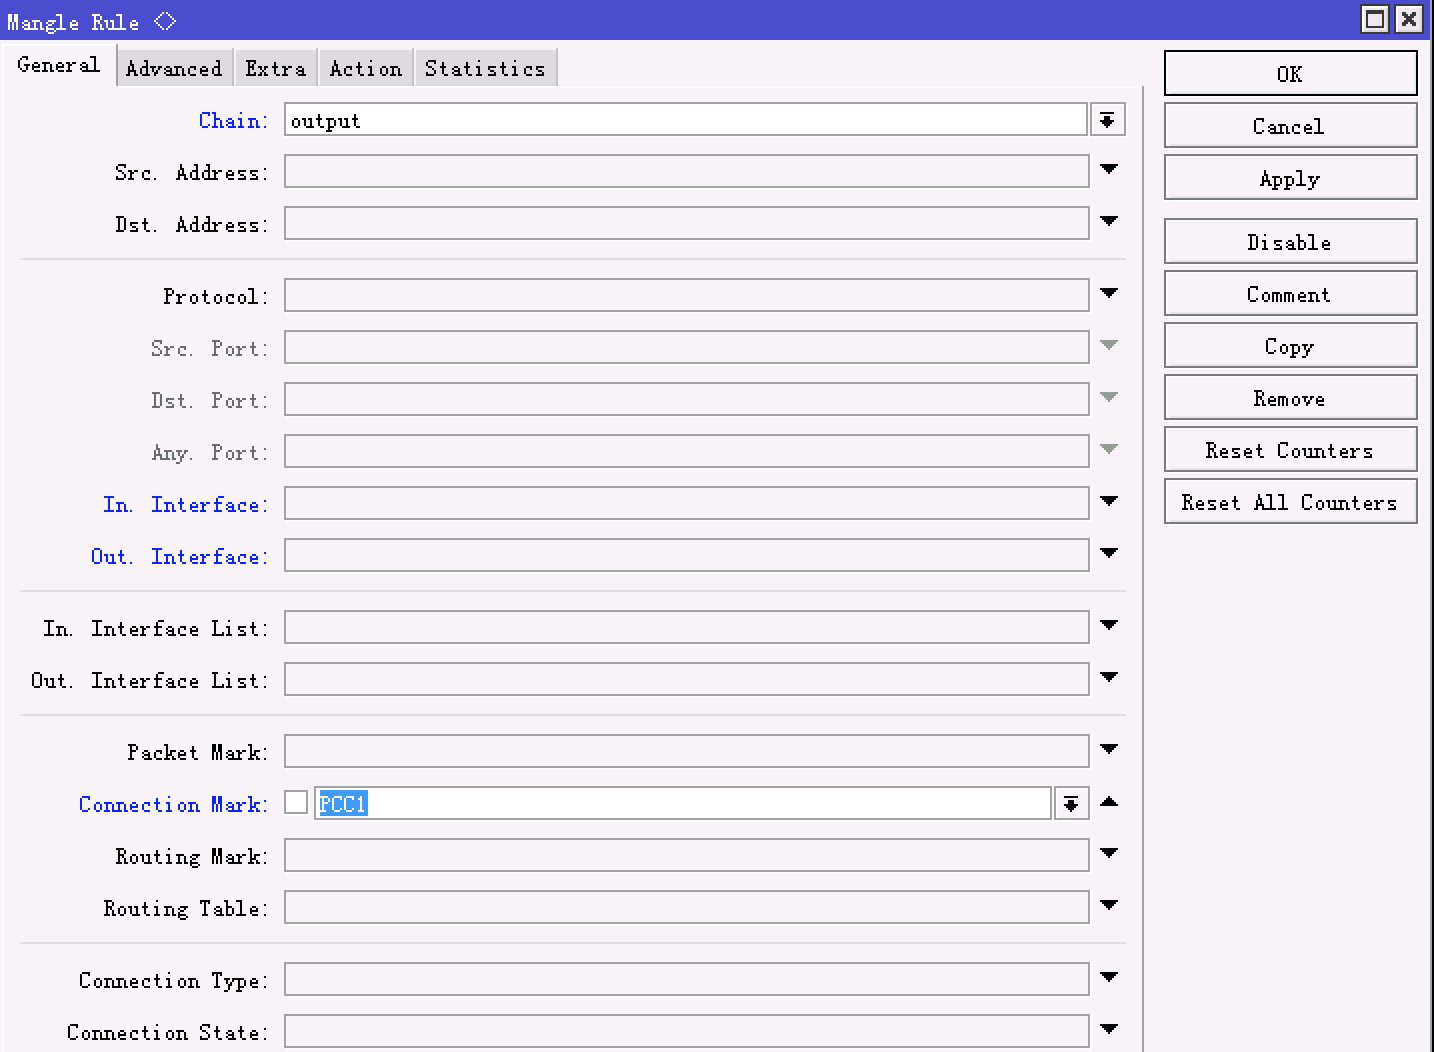 Mangle Rule <>
General Advanced Extra Action Statistics
Chain: output
Src. Address:
Dst. Address:
Protocol:
Src. Port:
Dst. Port:
Any. Port:
In. Interface:
Out. Interface:
In. Interface List:
Out. Interface List:
Packet Mark:
Connection Mark: PCC1
Routing Mark:
Routing Table:
Connection Type:
Connection State:
OK
Cancel
Apply
Disable
Comment
Copy
Remove
Reset Counters
Reset All Counters